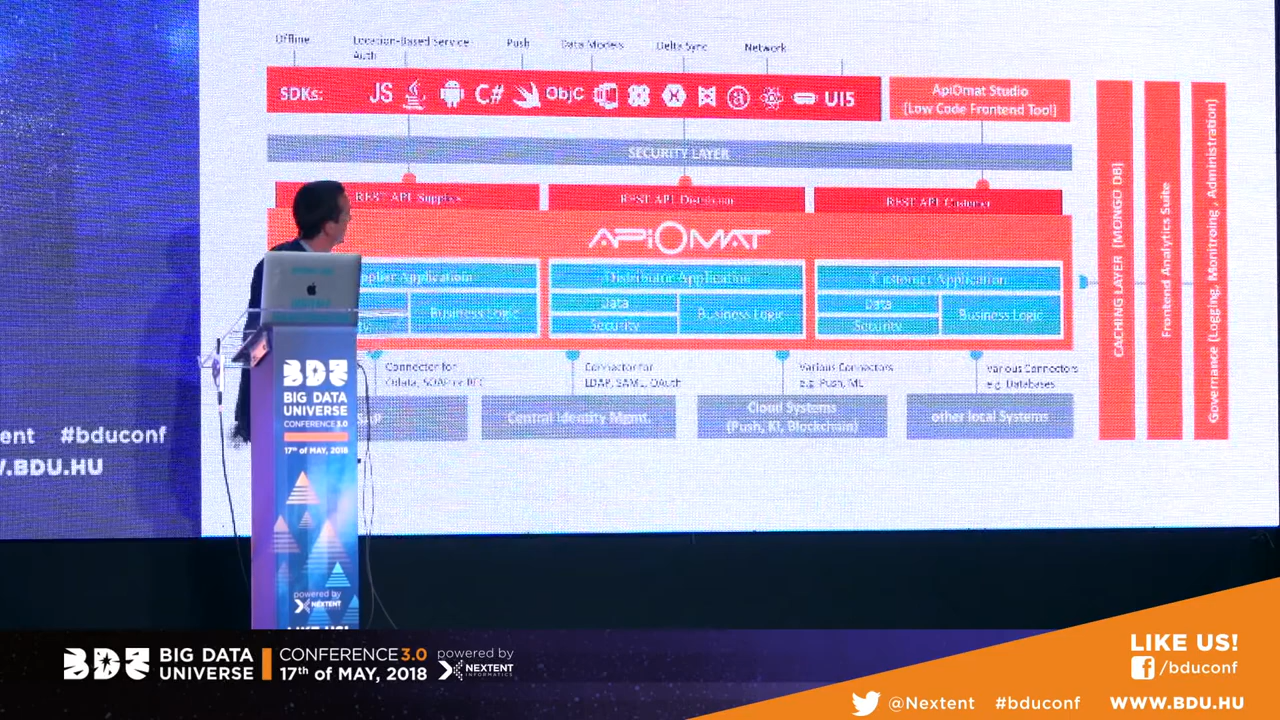 Offline
Location-Based Service
Auth
Push
Data Models
Delta Sync
Network
SDKs:
JS
C#
ObjC
UI5
ApiOmat Studio
(Low Code Frontend Tool)
SECURITY LAYER
REST API Supplier
REST API Distributor
REST API Customer
APIOMAT
plier Application
Distributor Application
Customer Application
Business Logic
Data
Security
Business Logic
Data
Security
Business Logic
Connector for
Odata, SOAP or RFC
Connector for
LDAP, SAML, OAuth
Various Connectors
e.g. Push, ML
Various Connectors
e.g. Databases
Central Identity Mgmt.
Cloud Systems
(Push, KI, Blockchain)
other local Systems
CACHING LAYER (MONGO DB)
Frontend Analytics Suite
Governance (Logging, Monitroing , Administration)
ent #bduconf
.BDU.HU
BDU
BIG DATA
UNIVERSE
CONFERENCE 3.0
17th of MAY, 2018
powered by
NEXTENT
LIKE US!
BDU
BIG DATA
UNIVERSE
CONFERENCE 3.0
17th of MAY, 2018
powered by
NEXTENT
INFORMATICS
LIKE US!
/bduconf
@Nextent #bduconf WWW.BDU.HU